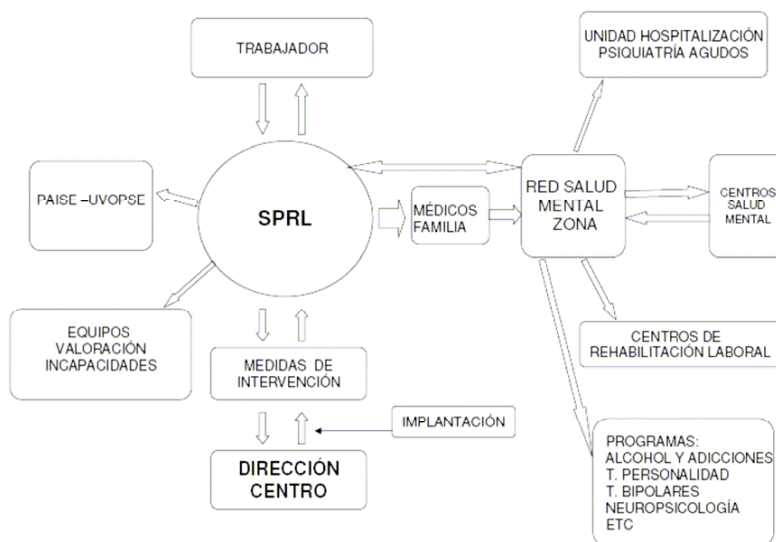 TRABAJADOR
UNIDAD HOSPITALIZACIÓN
PSIQUIATRÍA AGUDOS
PAISE –UVOPSE
SPRL
MÉDICOS
FAMILIA
RED SALUD
MENTAL
ZONA
CENTROS
SALUD
MENTAL
EQUIPOS
VALORACIÓN
INCAPACIDADES
MEDIDAS DE
INTERVENCIÓN
CENTROS DE
REHABILITACIÓN LABORAL
IMPLANTACIÓN
DIRECCIÓN
CENTRO
PROGRAMAS:
ALCOHOL Y ADICCIONES
T. PERSONALIDAD
T. BIPOLARES
NEUROPSICOLOGÍA
ETC